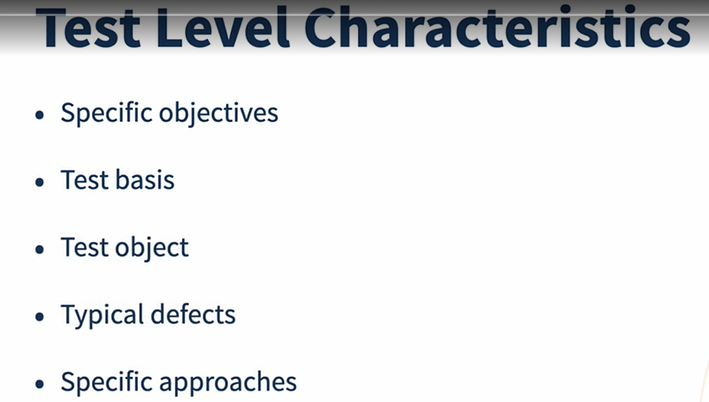 Test Level Characteristics
• Specific objectives
• Test basis
• Test object
• Typical defects
• Specific approaches